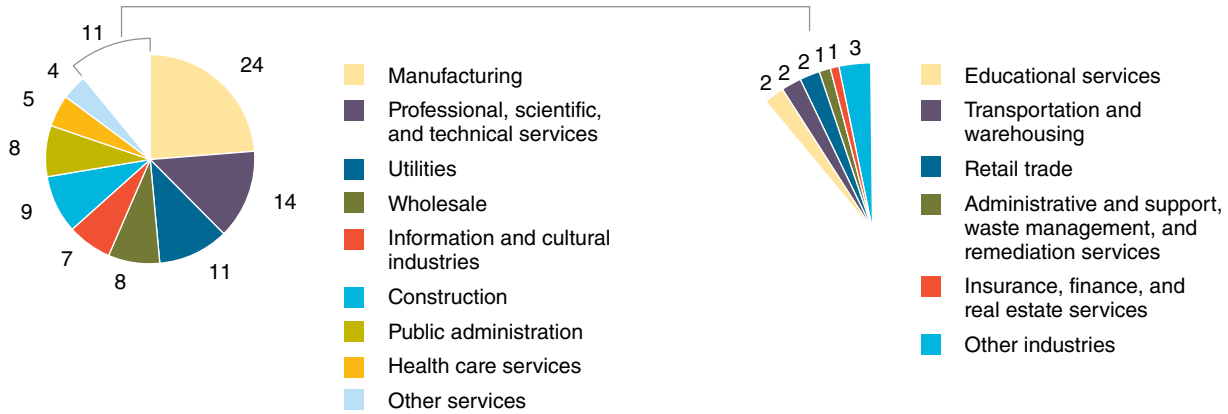 11
4
5
8
9
7
8
11
14
24
Manufacturing
Professional, scientific,
and technical services
Utilities
Wholesale
Information and cultural
industries
Construction
Public administration
Health care services
Other services
2 2 2 1 1 3
Educational services
Transportation and
warehousing
Retail trade
Administrative and support,
waste management, and
remediation services
Insurance, finance, and
real estate services
Other industries